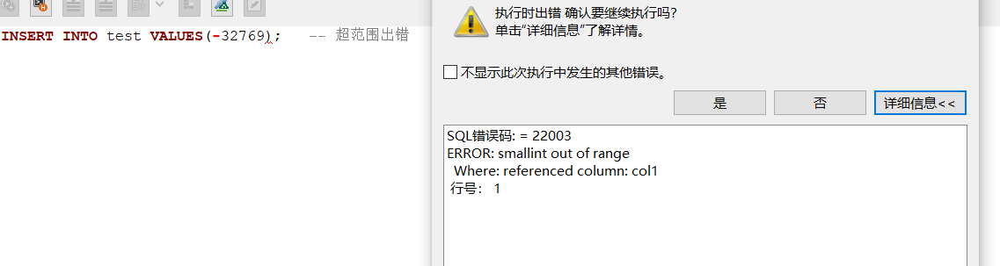 执行时出错 确认要继续执行吗?
单击“详细信息”了解详情。
INSERT INTO test VALUES(-32769);   -- 超范围出错
不显示此次执行中发生的其他错误。
是 否 详细信息<<
SQL错误码: = 22003
ERROR: smallint out of range
Where: referenced column: col1
行号: 1